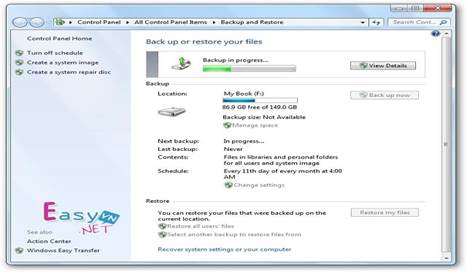 Control Panel ▸ All Control Panel Items ▸ Backup and Restore
Search Cont...
Control Panel Home
Turn off schedule
Create a system image
Create a system repair disc
See also
Action Center
Windows Easy Transfer
Back up or restore your files
Backup in progress...
View Details
Backup
Location: My Book (F:)
Back up now
86.9 GB free of 149.0 GB
Backup size: Not Available
Manage space
Next backup: In progress...
Last backup: Never
Contents: Files in libraries and personal folders
for all users and system image
Schedule: Every 11th day of every month at 4:00
AM
Change settings
Restore
You can restore your files that were backed up on the
current location.
Restore my files
Restore all users' files
Select another backup to restore files from
Recover system settings or your computer
Easy VN
.NET